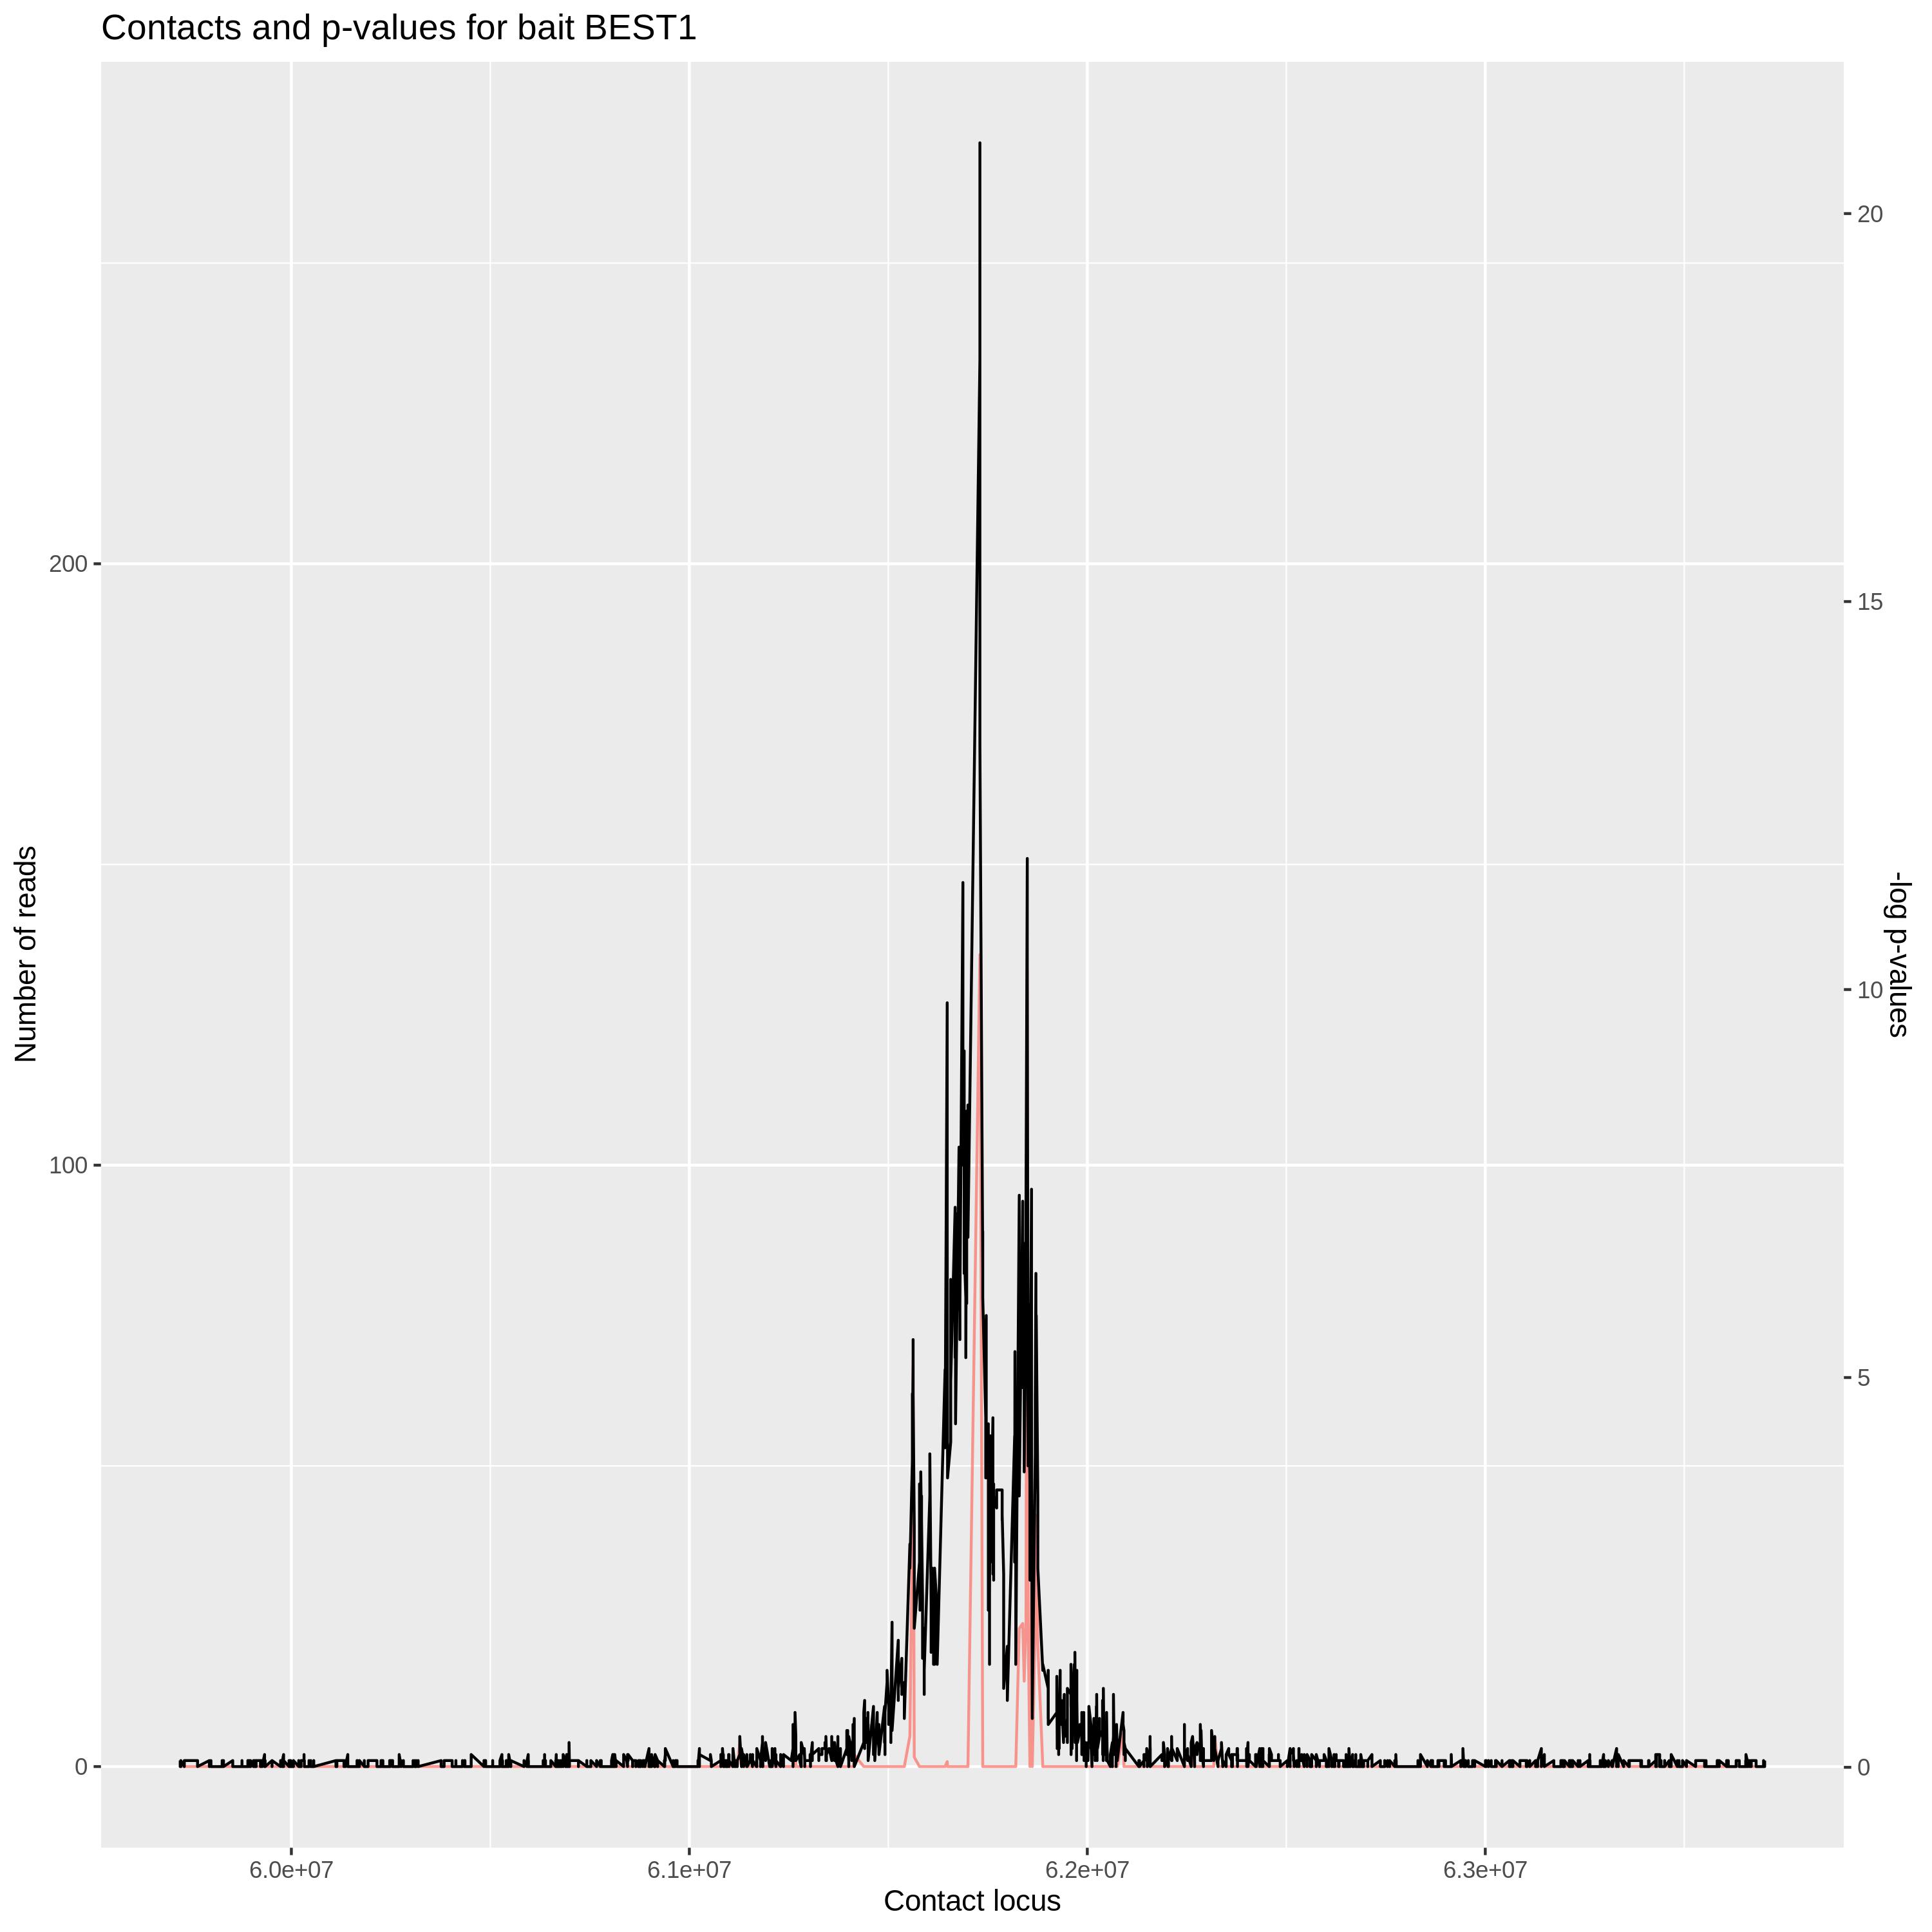 Contacts and p-values for bait BEST1
Number of reads
200
100
0
20
15
10
5
0
-log p-values
6.0e+07
6.1e+07
6.2e+07
6.3e+07
Contact locus